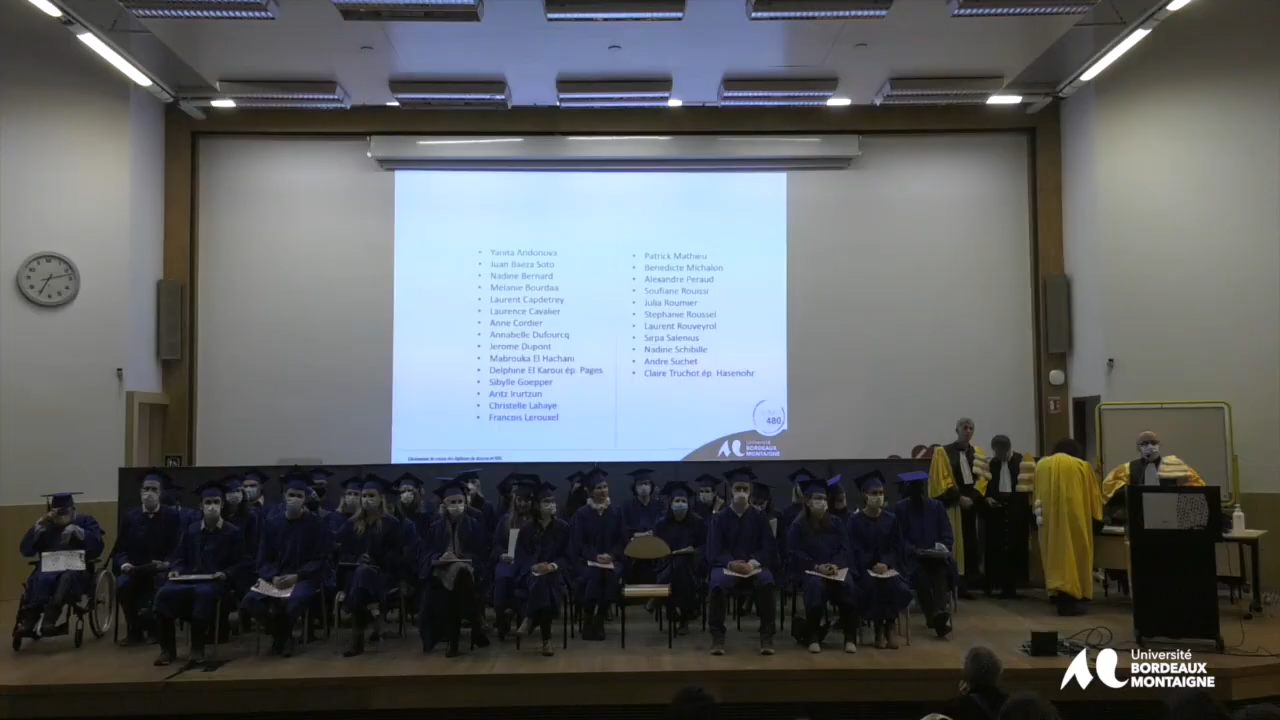 Yanita Andonova
Juan Baeza Soto
Nadine Bernard
Mélanie Bourdaa
Laurent Capdetrey
Laurence Cavalier
Anne Cordier
Annabelle Dufourcq
Jerome Dupont
Mabrouka El Hachani
Delphine El Karoui ép. Pages
Sibylle Goepper
Aritz Irurtzun
Christelle Lahaye
Francois Lerouxel
Patrick Mathieu
Benedicte Michalon
Alexandre Peraud
Soufiane Rouissi
Julia Roumier
Stephanie Roussel
Laurent Rouveyrol
Sirpa Salenius
Nadine Schibille
Andre Suchet
Claire Truchot ép. Hasenohr
480
Université
BORDEAUX
MONTAIGNE
Université
BORDEAUX
MONTAIGNE